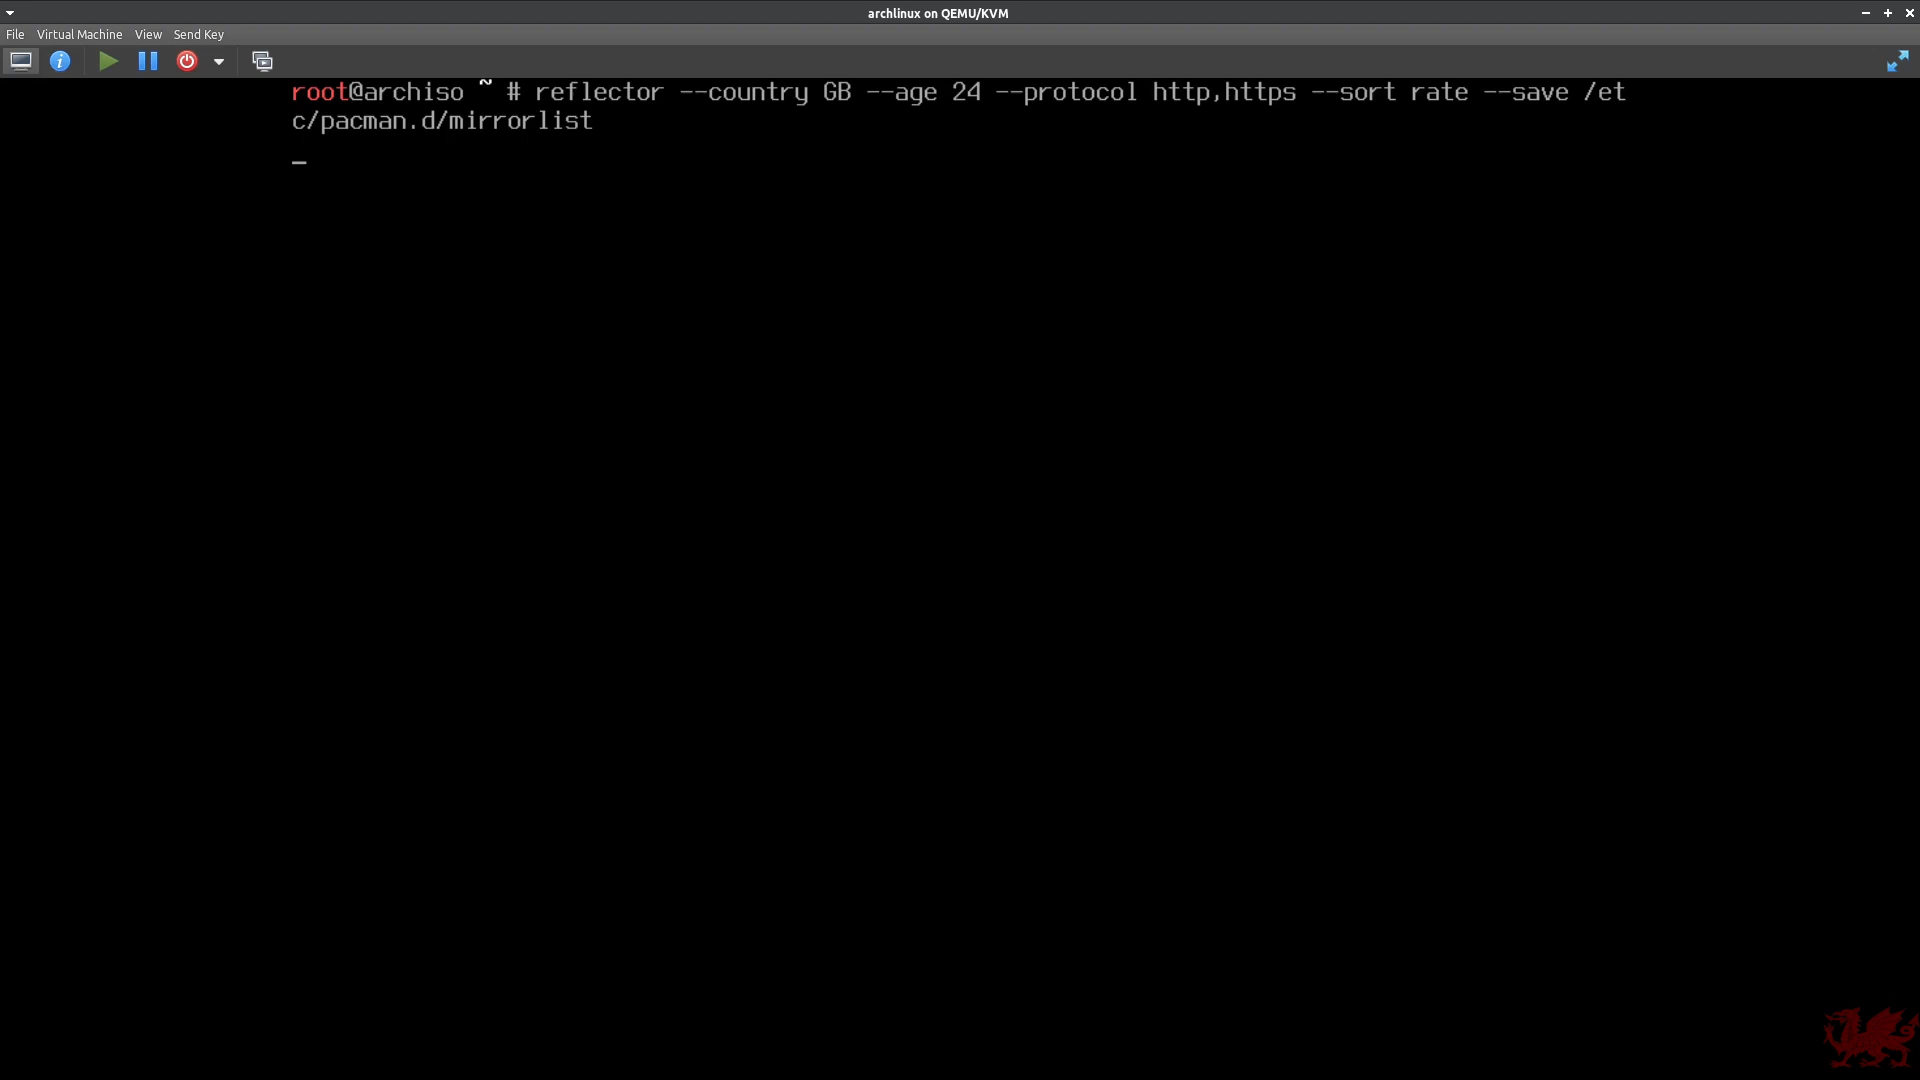 archlinux on QEMU/KVM
File Virtual Machine View Send Key
root@archiso ~ # reflector --country GB --age 24 --protocol http,https --sort rate --save /et
c/pacman.d/mirrorlist
_